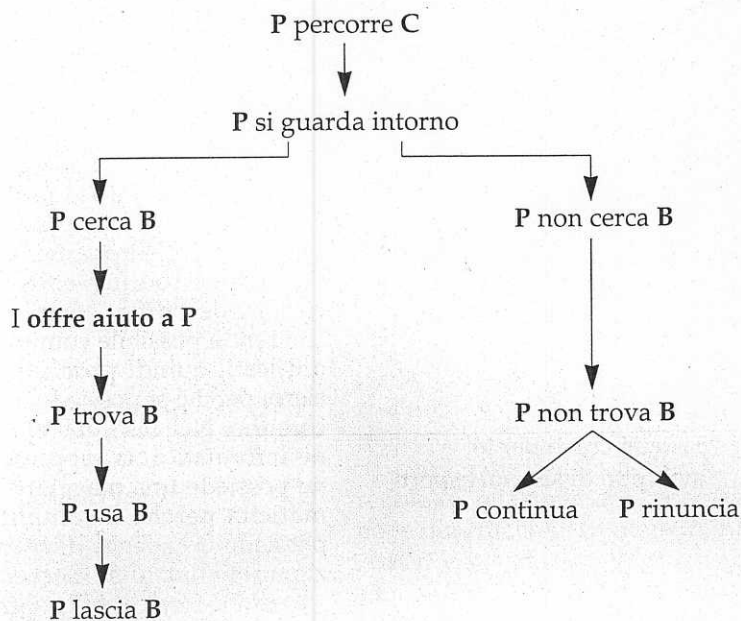 P percorre C
P si guarda intorno
P cerca B
P non cerca B
I offre aiuto a P
P trova B
P non trova B
P usa B
P continua
P rinuncia
P lascia B